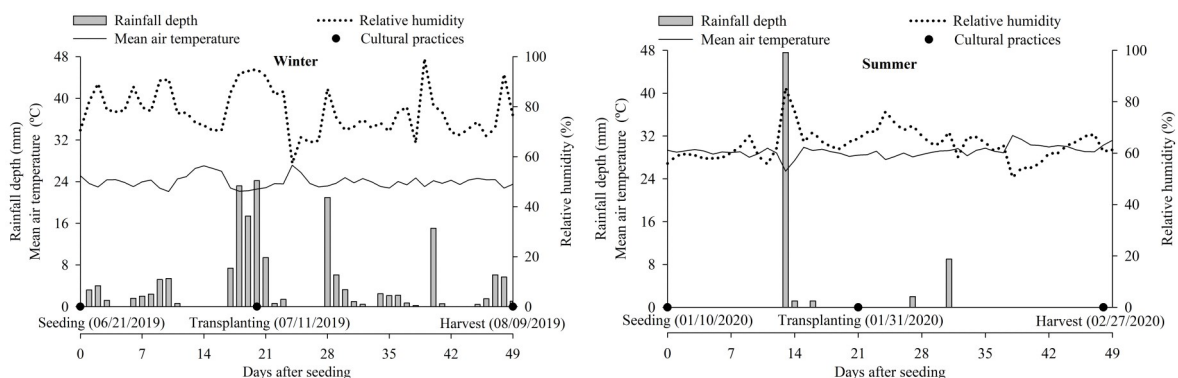 Rainfall depth
Relative humidity
Mean air temperature
Cultural practices
Winter
48
40
32
24
16
8
0
Rainfall depth (mm)
Mean air temperature (ºC)
100
80
60
40
20
0
Relative humidity (%)
Seeding (06/21/2019)
Transplanting (07/11/2019)
Harvest (08/09/2019)
0 7 14 21 28 35 42 49
Days after seeding
Rainfall depth
Relative humidity
Mean air temperature
Cultural practices
Summer
48
40
32
24
16
8
0
Rainfall depth (mm)
Mean air temperature (ºC)
100
80
60
40
20
0
Relative humidity (%)
Seeding (01/10/2020)
Transplanting (01/31/2020)
Harvest (02/27/2020)
0 7 14 21 28 35 42 49
Days after seeding